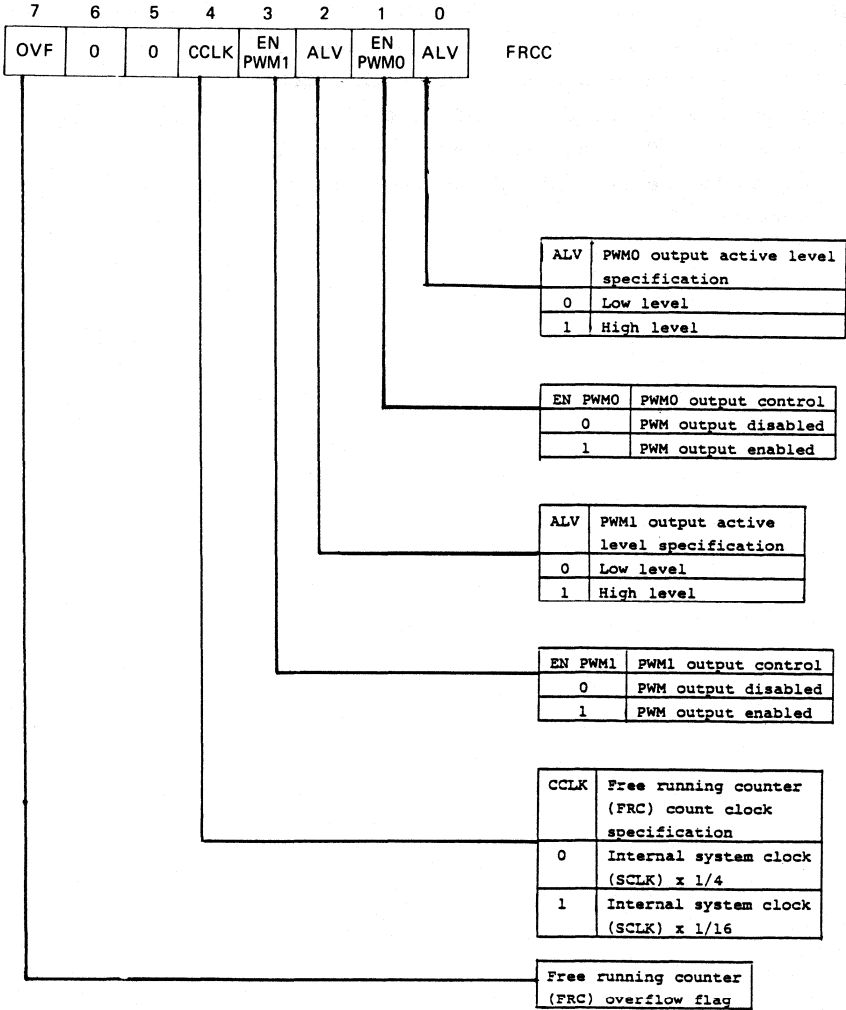 7 6 5 4 3 2 1 0
OVF 0 0 CCLK EN PWM1 ALV EN PWM0 ALV FRCC
ALV PWM0 output active level
specification
0 Low level
1 High level
EN PWM0 PWM0 output control
0 PWM output disabled
1 PWM output enabled
ALV PWM1 output active
level specification
0 Low level
1 High level
EN PWM1 PWM1 output control
0 PWM output disabled
1 PWM output enabled
CCLK Free running counter
(FRC) count clock
specification
0 Internal system clock
(SCLK) x 1/4
1 Internal system clock
(SCLK) x 1/16
Free running counter
(FRC) overflow flag